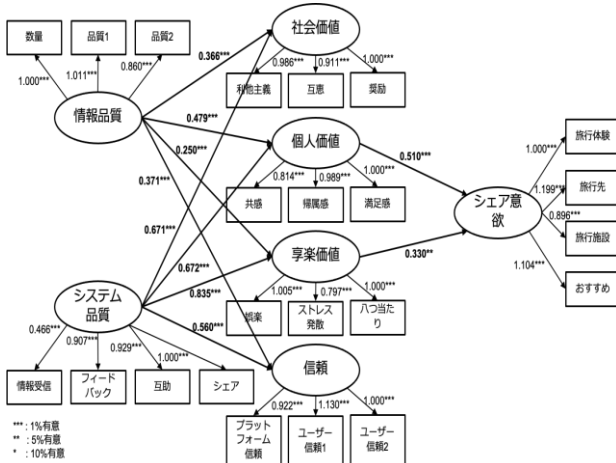 社会価値
数量
品質1
品質2
0.366***
0.986***
0.911***
1.000***
1.000***
1.011***
0.860***
利他主義
互恵
奨励
情報品質
0.479***
個人価値
0.250***
0.510***
旅行体験
0.371***
0.814***
0.989***
1.000***
1.000***
共感
帰属感
満足感
シェア意
欲
1.199***
旅行先
0.671***
0.896***
0.330**
旅行施設
0.672***
享楽価値
システム
品質
0.835***
1.104***
1.005***
0.797***
1.000***
おすすめ
0.466***
0.560***
娯楽
ストレス
発散
八つ当た
り
0.907***
0.929***
1.000***
情報受信
フィード
バック
互助
シェア
信頼
0.922***
1.130***
1.000***
*** : 1%有意
** : 5%有意
* : 10%有意
プラット
フォーム
信頼
ユーザー
信頼1
ユーザー
信頼2